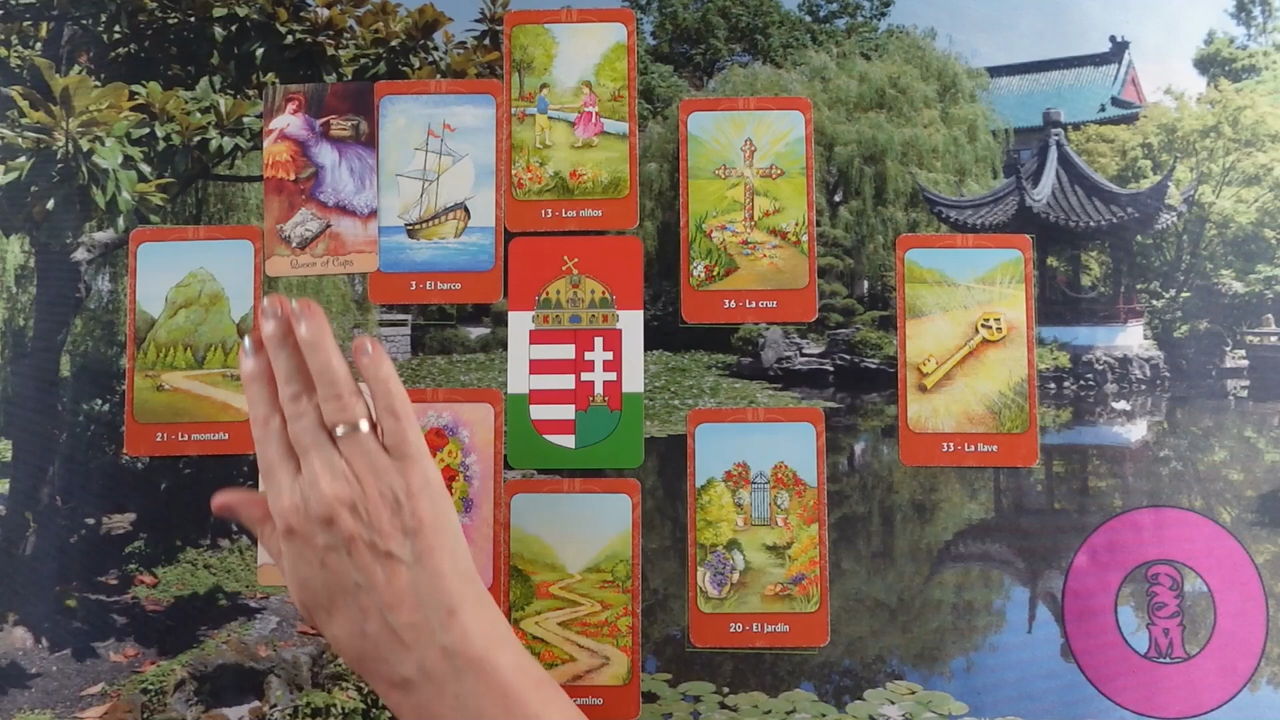 13 - Los niños
Queen of Cups
3 - El barco
36 - La cruz
21 - La montaña
33 - La llave
20 - El jardín
camino